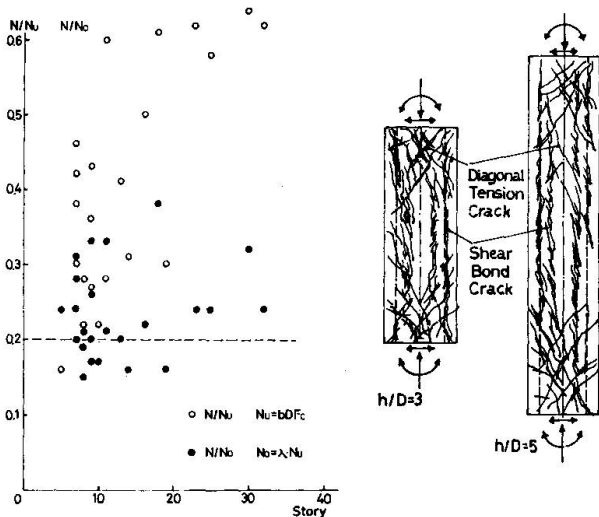 N/Nu N/No
0.6
0.5
0.4
0.3
0.2
0.1
0 10 20 30 40
Story
○ N/Nu Nu=bDFc
● N/No No=λ·Nu
Diagonal
Tension
Crack
Shear
Bond
Crack
h/D=3
h/D=5